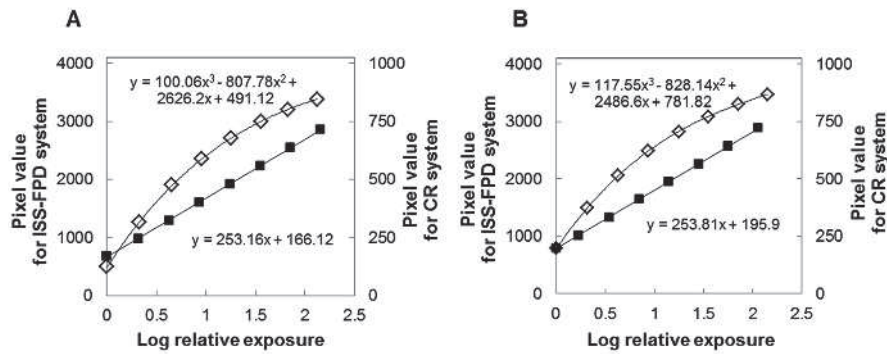 A
4000
3000
2000
1000
0
Pixel value
for ISS-FPD system
1000
750
500
250
0
Pixel value
for CR system
y = 100.06x³ - 807.78x² +
2626.2x + 491.12
y = 253.16x + 166.12
0 0.5 1 1.5 2 2.5
Log relative exposure
B
4000
3000
2000
1000
0
Pixel value
for ISS-FPD system
1000
750
500
250
0
Pixel value
for CR system
y = 117.55x³ - 828.14x² +
2486.6x + 781.82
y = 253.81x + 195.9
0 0.5 1 1.5 2 2.5
Log relative exposure